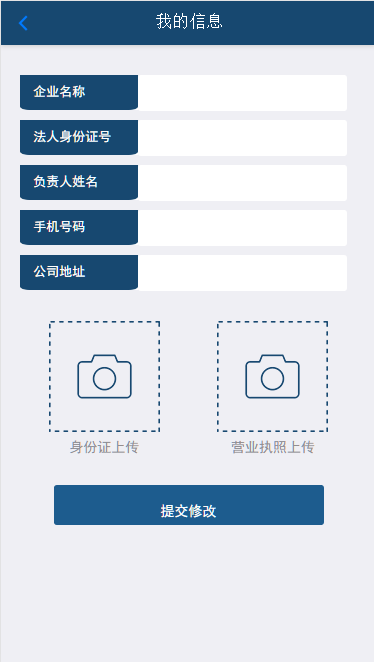 我的信息
企业名称
法人身份证号
负责人姓名
手机号码
公司地址
身份证上传
营业执照上传
提交修改